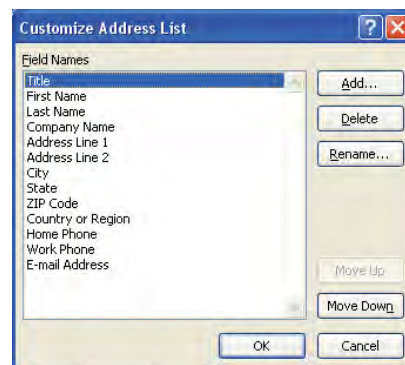 Customize Address List
Field Names
Title
First Name
Last Name
Company Name
Address Line 1
Address Line 2
City
State
ZIP Code
Country or Region
Home Phone
Work Phone
E-mail Address
Add...
Delete
Rename...
Move Up
Move Down
OK
Cancel